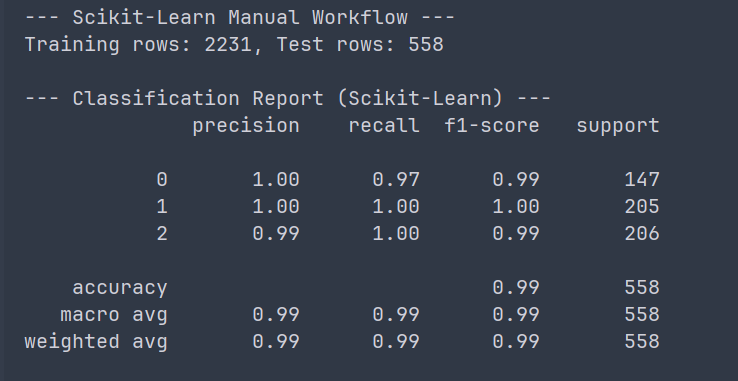 --- Scikit-Learn Manual Workflow ---
Training rows: 2231, Test rows: 558
--- Classification Report (Scikit-Learn) ---
precision recall f1-score support
0 1.00 0.97 0.99 147
1 1.00 1.00 1.00 205
2 0.99 1.00 0.99 206
accuracy 0.99 558
macro avg 0.99 0.99 0.99 558
weighted avg 0.99 0.99 0.99 558